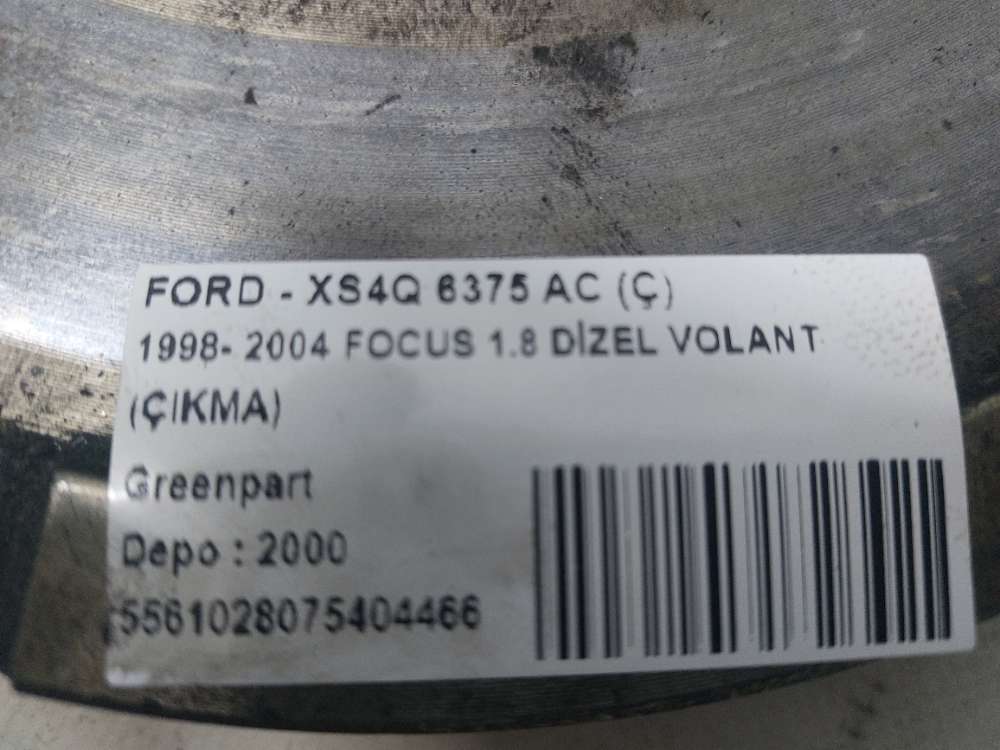 FORD - XS4Q 6375 AC (Ç)
1998- 2004 FOCUS 1.8 DİZEL VOLANT
(ÇIKMA)
Greenpart
Depo : 2000
5561028075404466